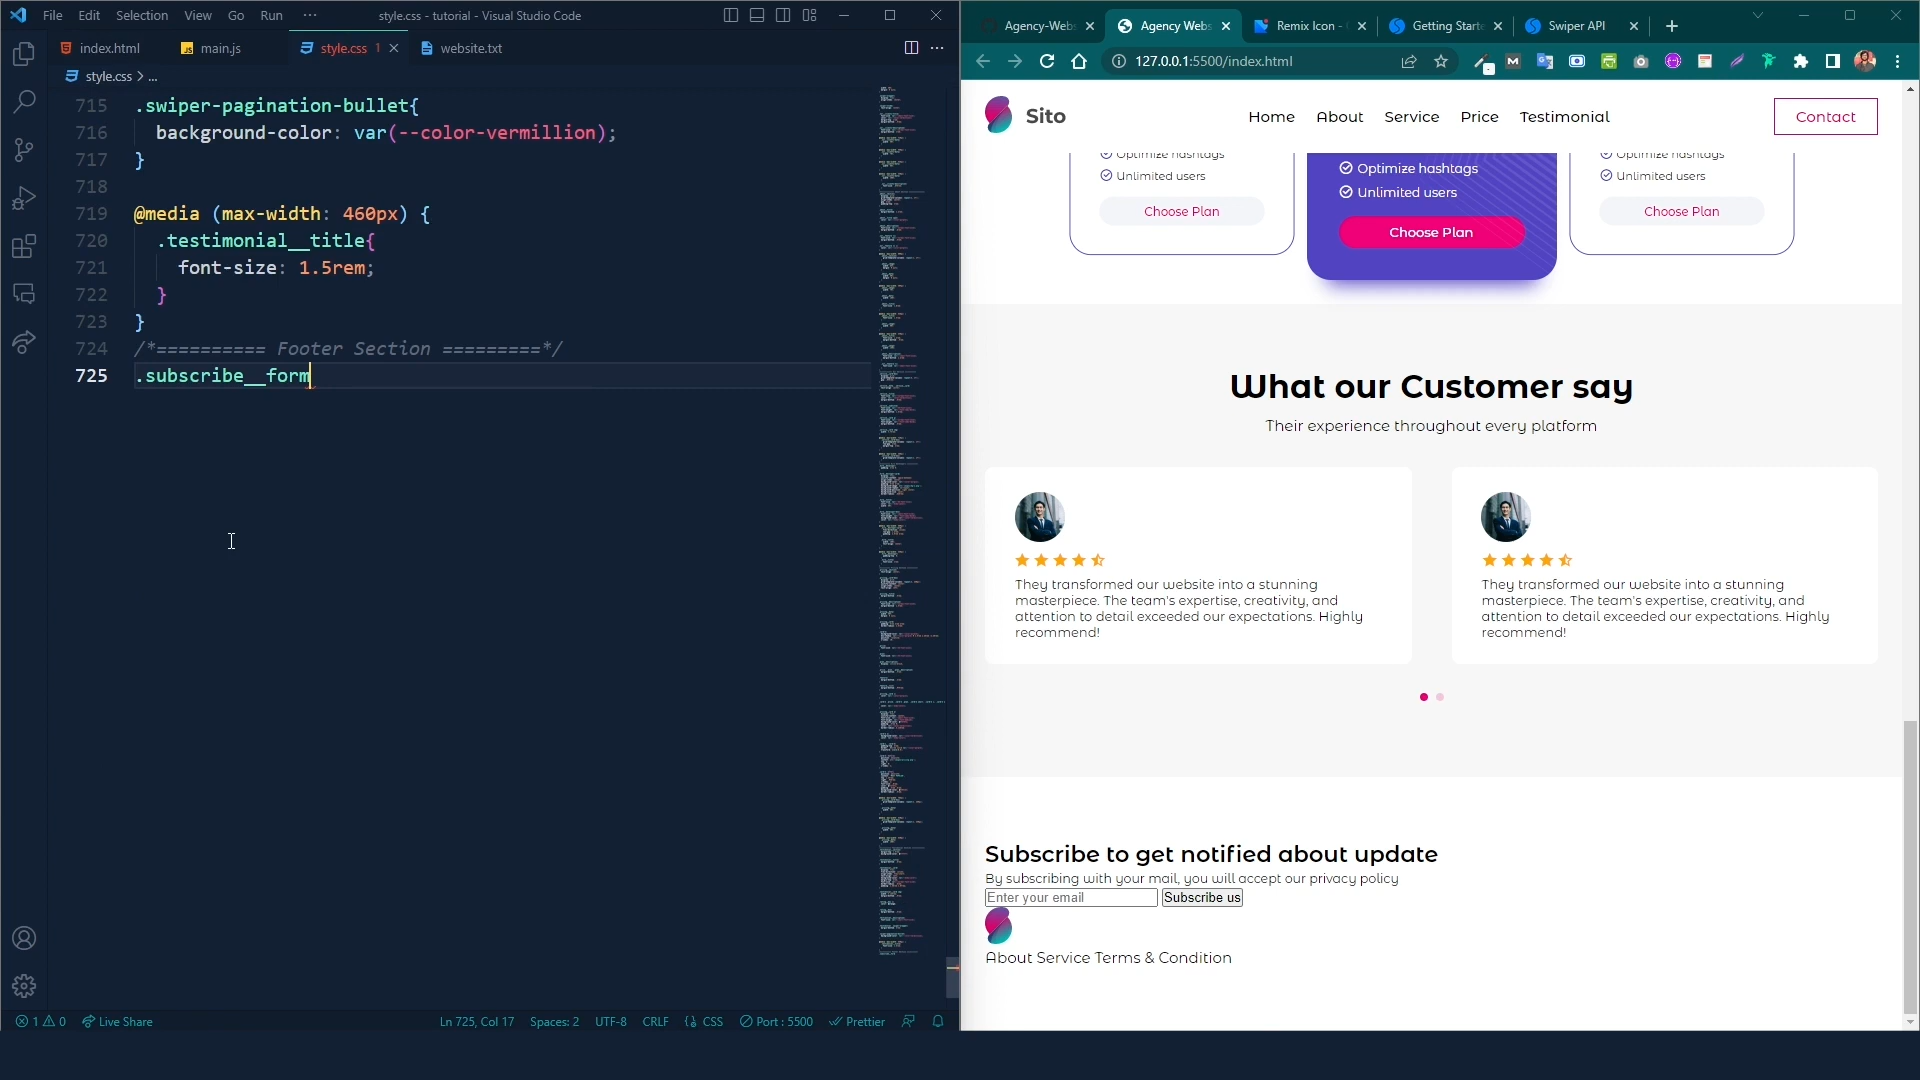 File Edit Selection View Go Run ··· style.css - tutorial - Visual Studio Code
index.html main.js style.css 1 website.txt
style.css > ...
715 .swiper-pagination-bullet{
716 background-color: var(--color-vermillion);
717 }
718
719 @media (max-width: 460px) {
720 .testimonial__title{
721 font-size: 1.5rem;
722 }
723 }
724 /*========== Footer Section =========*/
725 .subscribe__form
1 0 Live Share Ln 725, Col 17 Spaces: 2 UTF-8 CRLF {} CSS Port : 5500 Prettier
Agency-Webs Agency Webs Remix Icon - Getting Starte Swiper API
127.0.0.1:5500/index.html
Sito Home About Service Price Testimonial Contact
Optimize hashtags Optimize hashtags Optimize hashtags
Unlimited users Unlimited users Unlimited users
Choose Plan Choose Plan Choose Plan
What our Customer say
Their experience throughout every platform
They transformed our website into a stunning
masterpiece. The team's expertise, creativity, and
attention to detail exceeded our expectations. Highly
recommend!
They transformed our website into a stunning
masterpiece. The team's expertise, creativity, and
attention to detail exceeded our expectations. Highly
recommend!
Subscribe to get notified about update
By subscribing with your mail, you will accept our privacy policy
Enter your email Subscribe us
About Service Terms & Condition